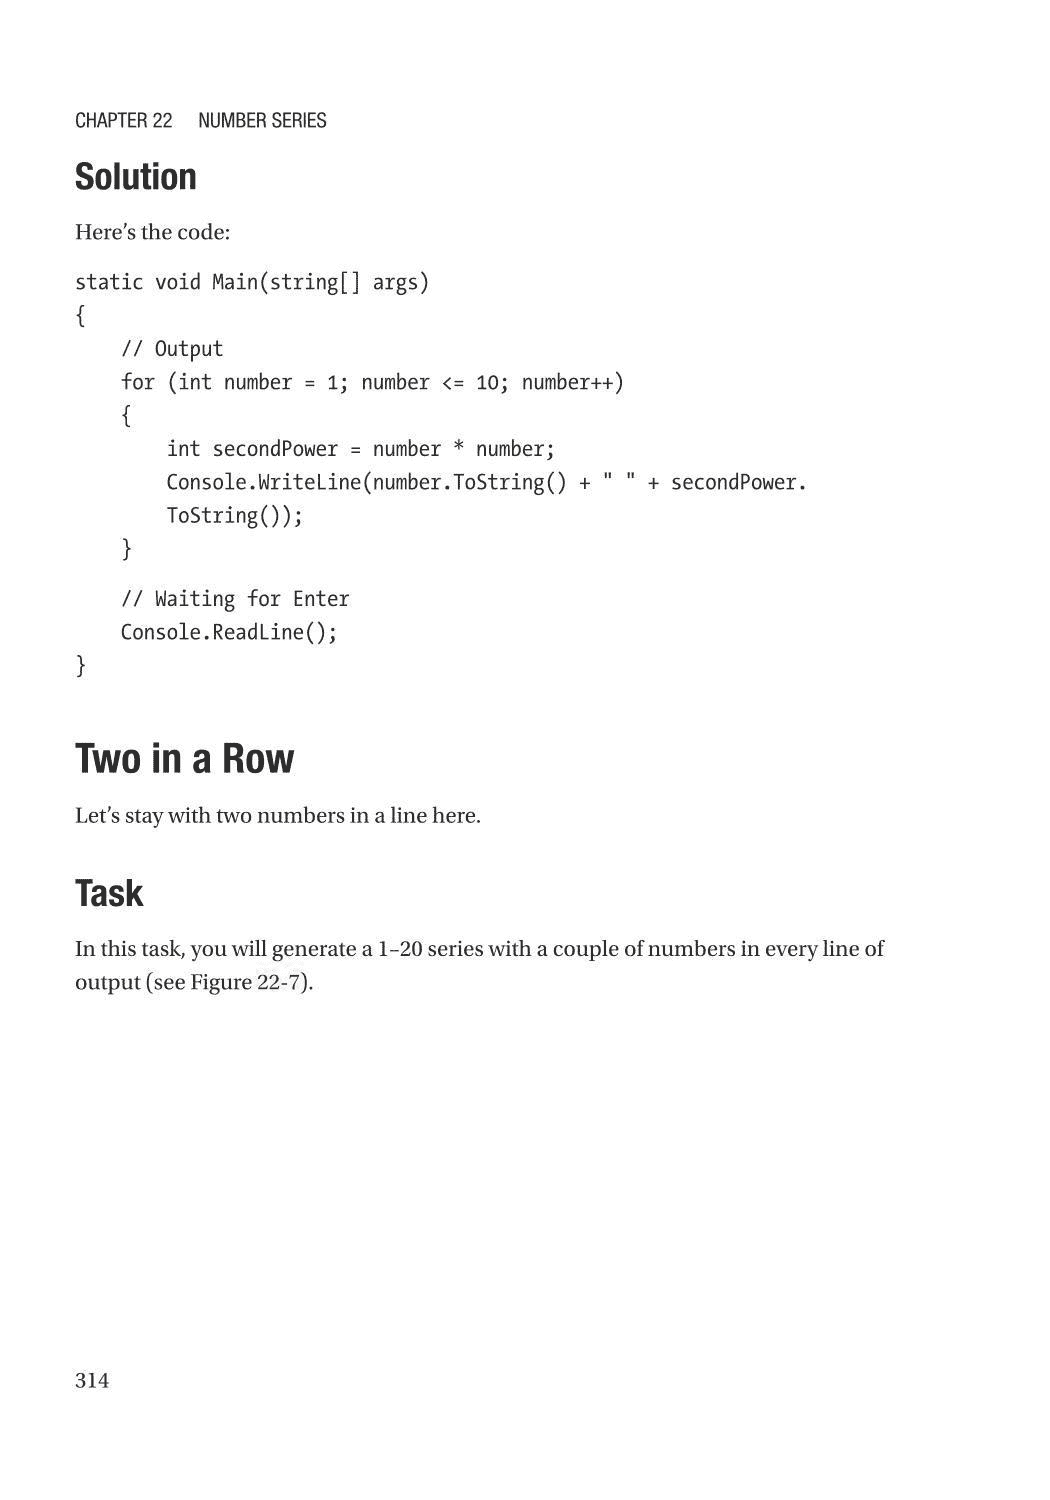 CHAPTER 22 NUMBER SERIES
Solution
Here’s the code:
static void Main(string[] args)
{
// Output
for (int number = 1; number <= 10; number++)
{
int secondPower = number * number;
Console.WriteLine(number.ToString() + " " + secondPower.
ToString());
}
// Waiting for Enter
Console.ReadLine();
}
Two in a Row
Let’s stay with two numbers in a line here.
Task
In this task, you will generate a 1–20 series with a couple of numbers in every line of
output (see Figure 22-7).
314